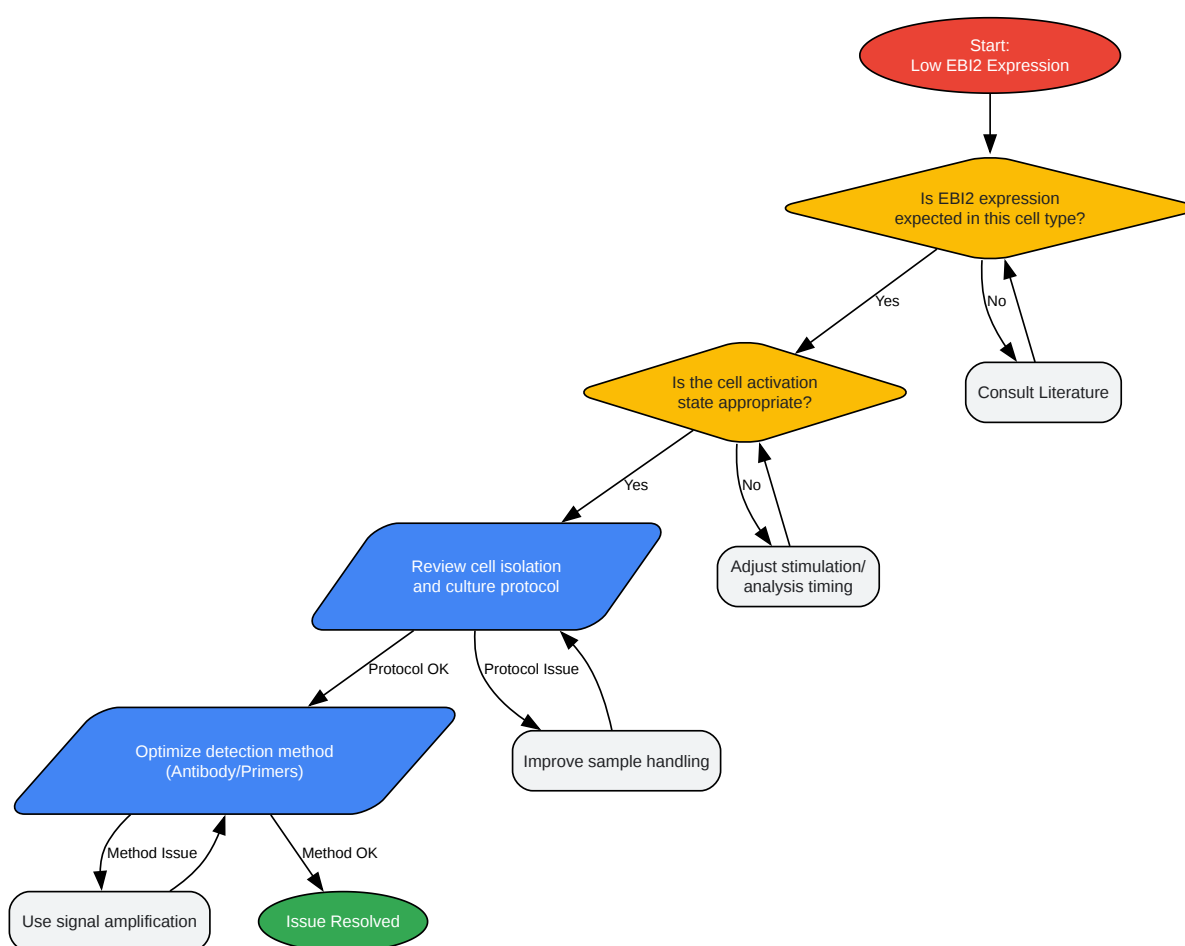 Start:
Low EBI2 Expression
Is EBI2 expression
expected in this cell type?
Yes
No
Consult Literature
Is the cell activation
state appropriate?
Yes
No
Adjust stimulation/
analysis timing
Review cell isolation
and culture protocol
Protocol OK
Protocol Issue
Improve sample handling
Optimize detection method
(Antibody/Primers)
Method Issue
Method OK
Use signal amplification
Issue Resolved